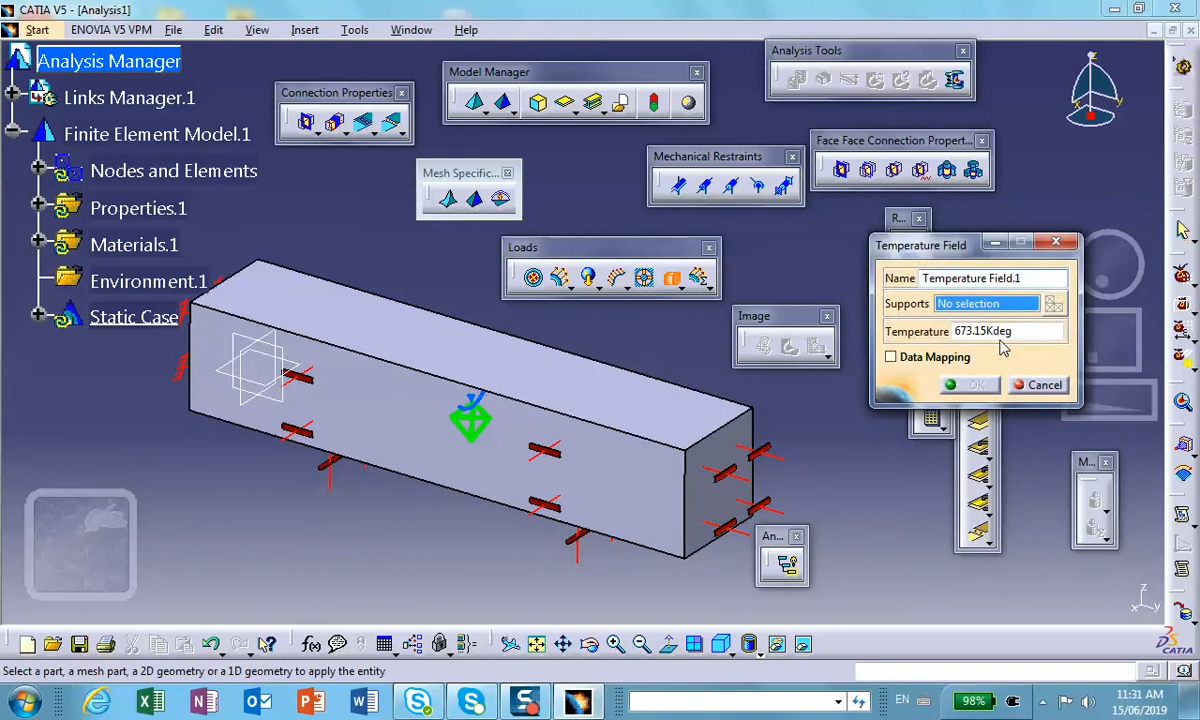 CATIA V5 - [Analysis1]
Start ENOVIA V5 VPM File Edit View Insert Tools Window Help
Analysis Manager
Links Manager.1
Finite Element Model.1
Nodes and Elements
Properties.1
Materials.1
Environment.1
Static Case
Connection Properties
Model Manager
Analysis Tools
Mesh Specific...
Mechanical Restraints
Face Face Connection Propert...
R...
Loads
Image
Temperature Field
Name Temperature Field.1
Supports No selection
Temperature 673.15Kdeg
Data Mapping
OK Cancel
M...
An...
z
x y
f(x)
CATIA
Select a part, a mesh part, a 2D geometry or a 1D geometry to apply the entity
EN 98% 11:31 AM
15/06/2019